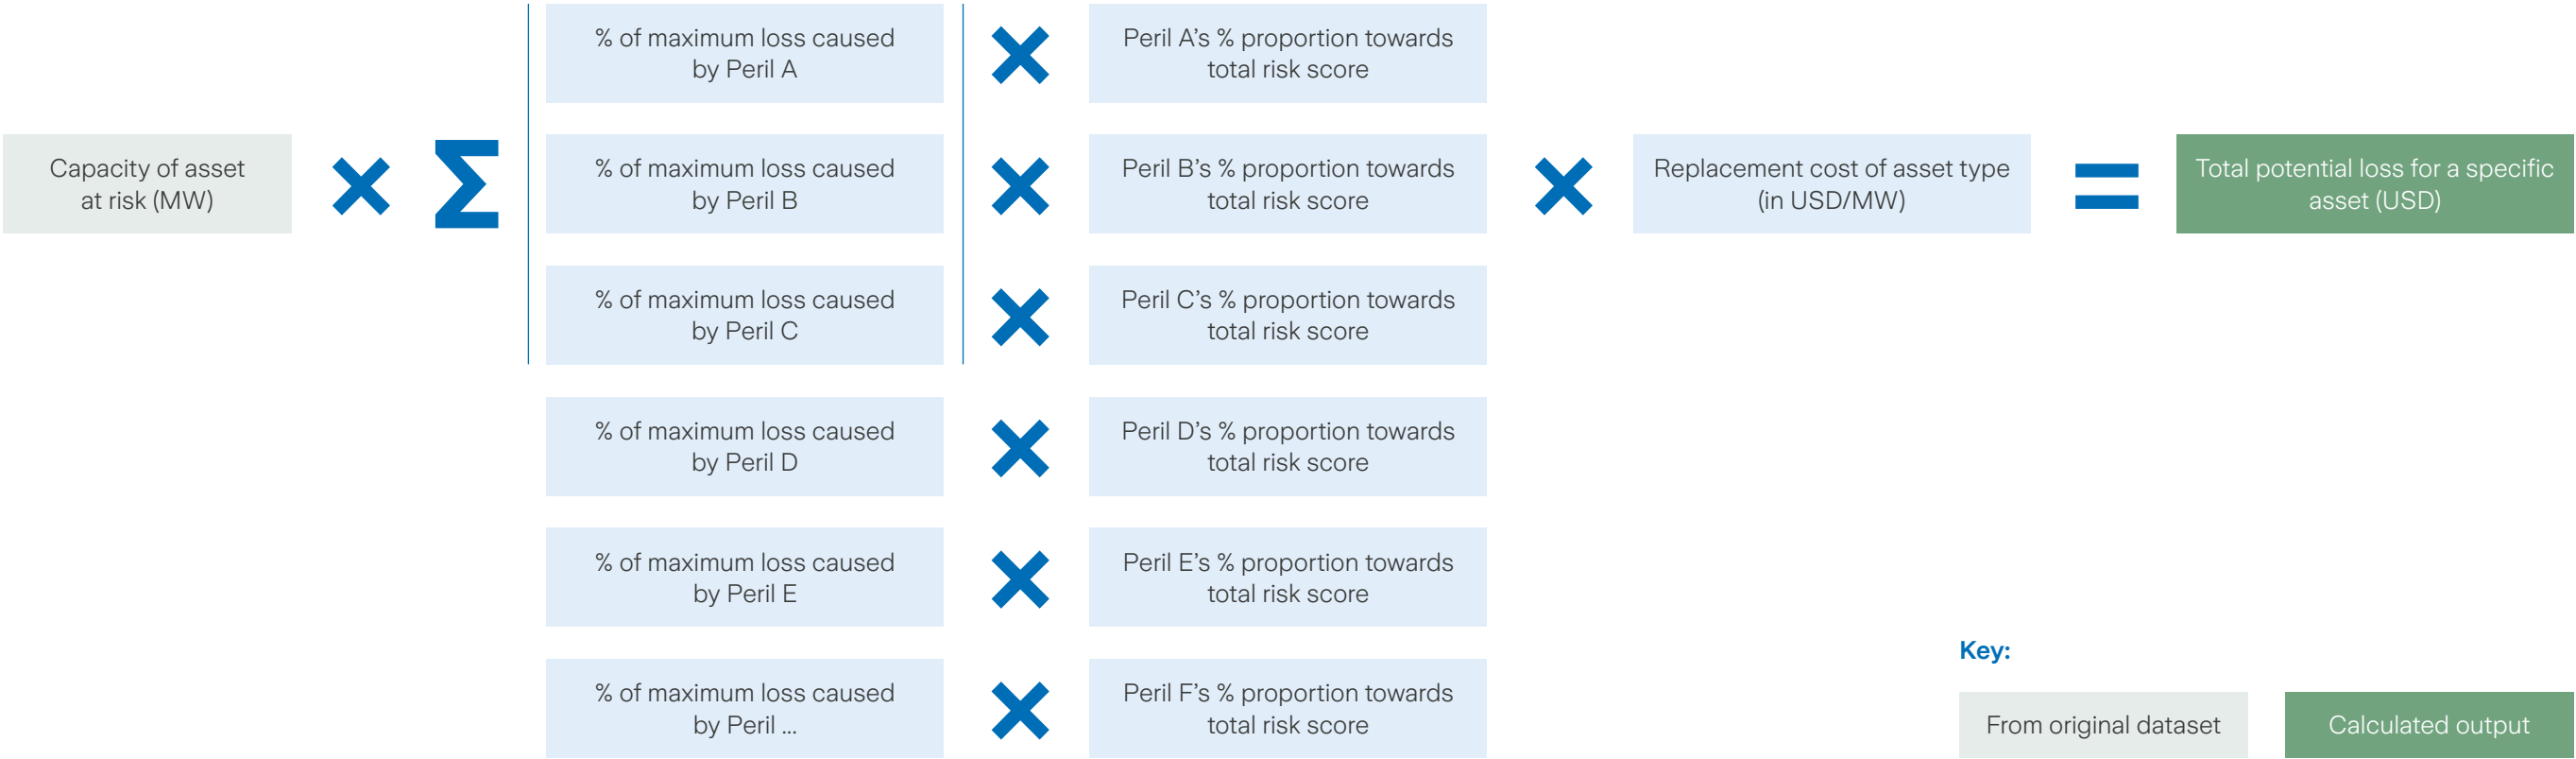 % of maximum loss caused
by Peril A
Peril A’s % proportion towards
total risk score
Capacity of asset
at risk (MW)
Σ
% of maximum loss caused
by Peril B
Peril B’s % proportion towards
total risk score
Replacement cost of asset type
(in USD/MW)
=
Total potential loss for a specific
asset (USD)
% of maximum loss caused
by Peril C
Peril C’s % proportion towards
total risk score
% of maximum loss caused
by Peril D
Peril D’s % proportion towards
total risk score
% of maximum loss caused
by Peril E
Peril E’s % proportion towards
total risk score
% of maximum loss caused
by Peril ...
Peril F’s % proportion towards
total risk score
Key:
From original dataset
Calculated output